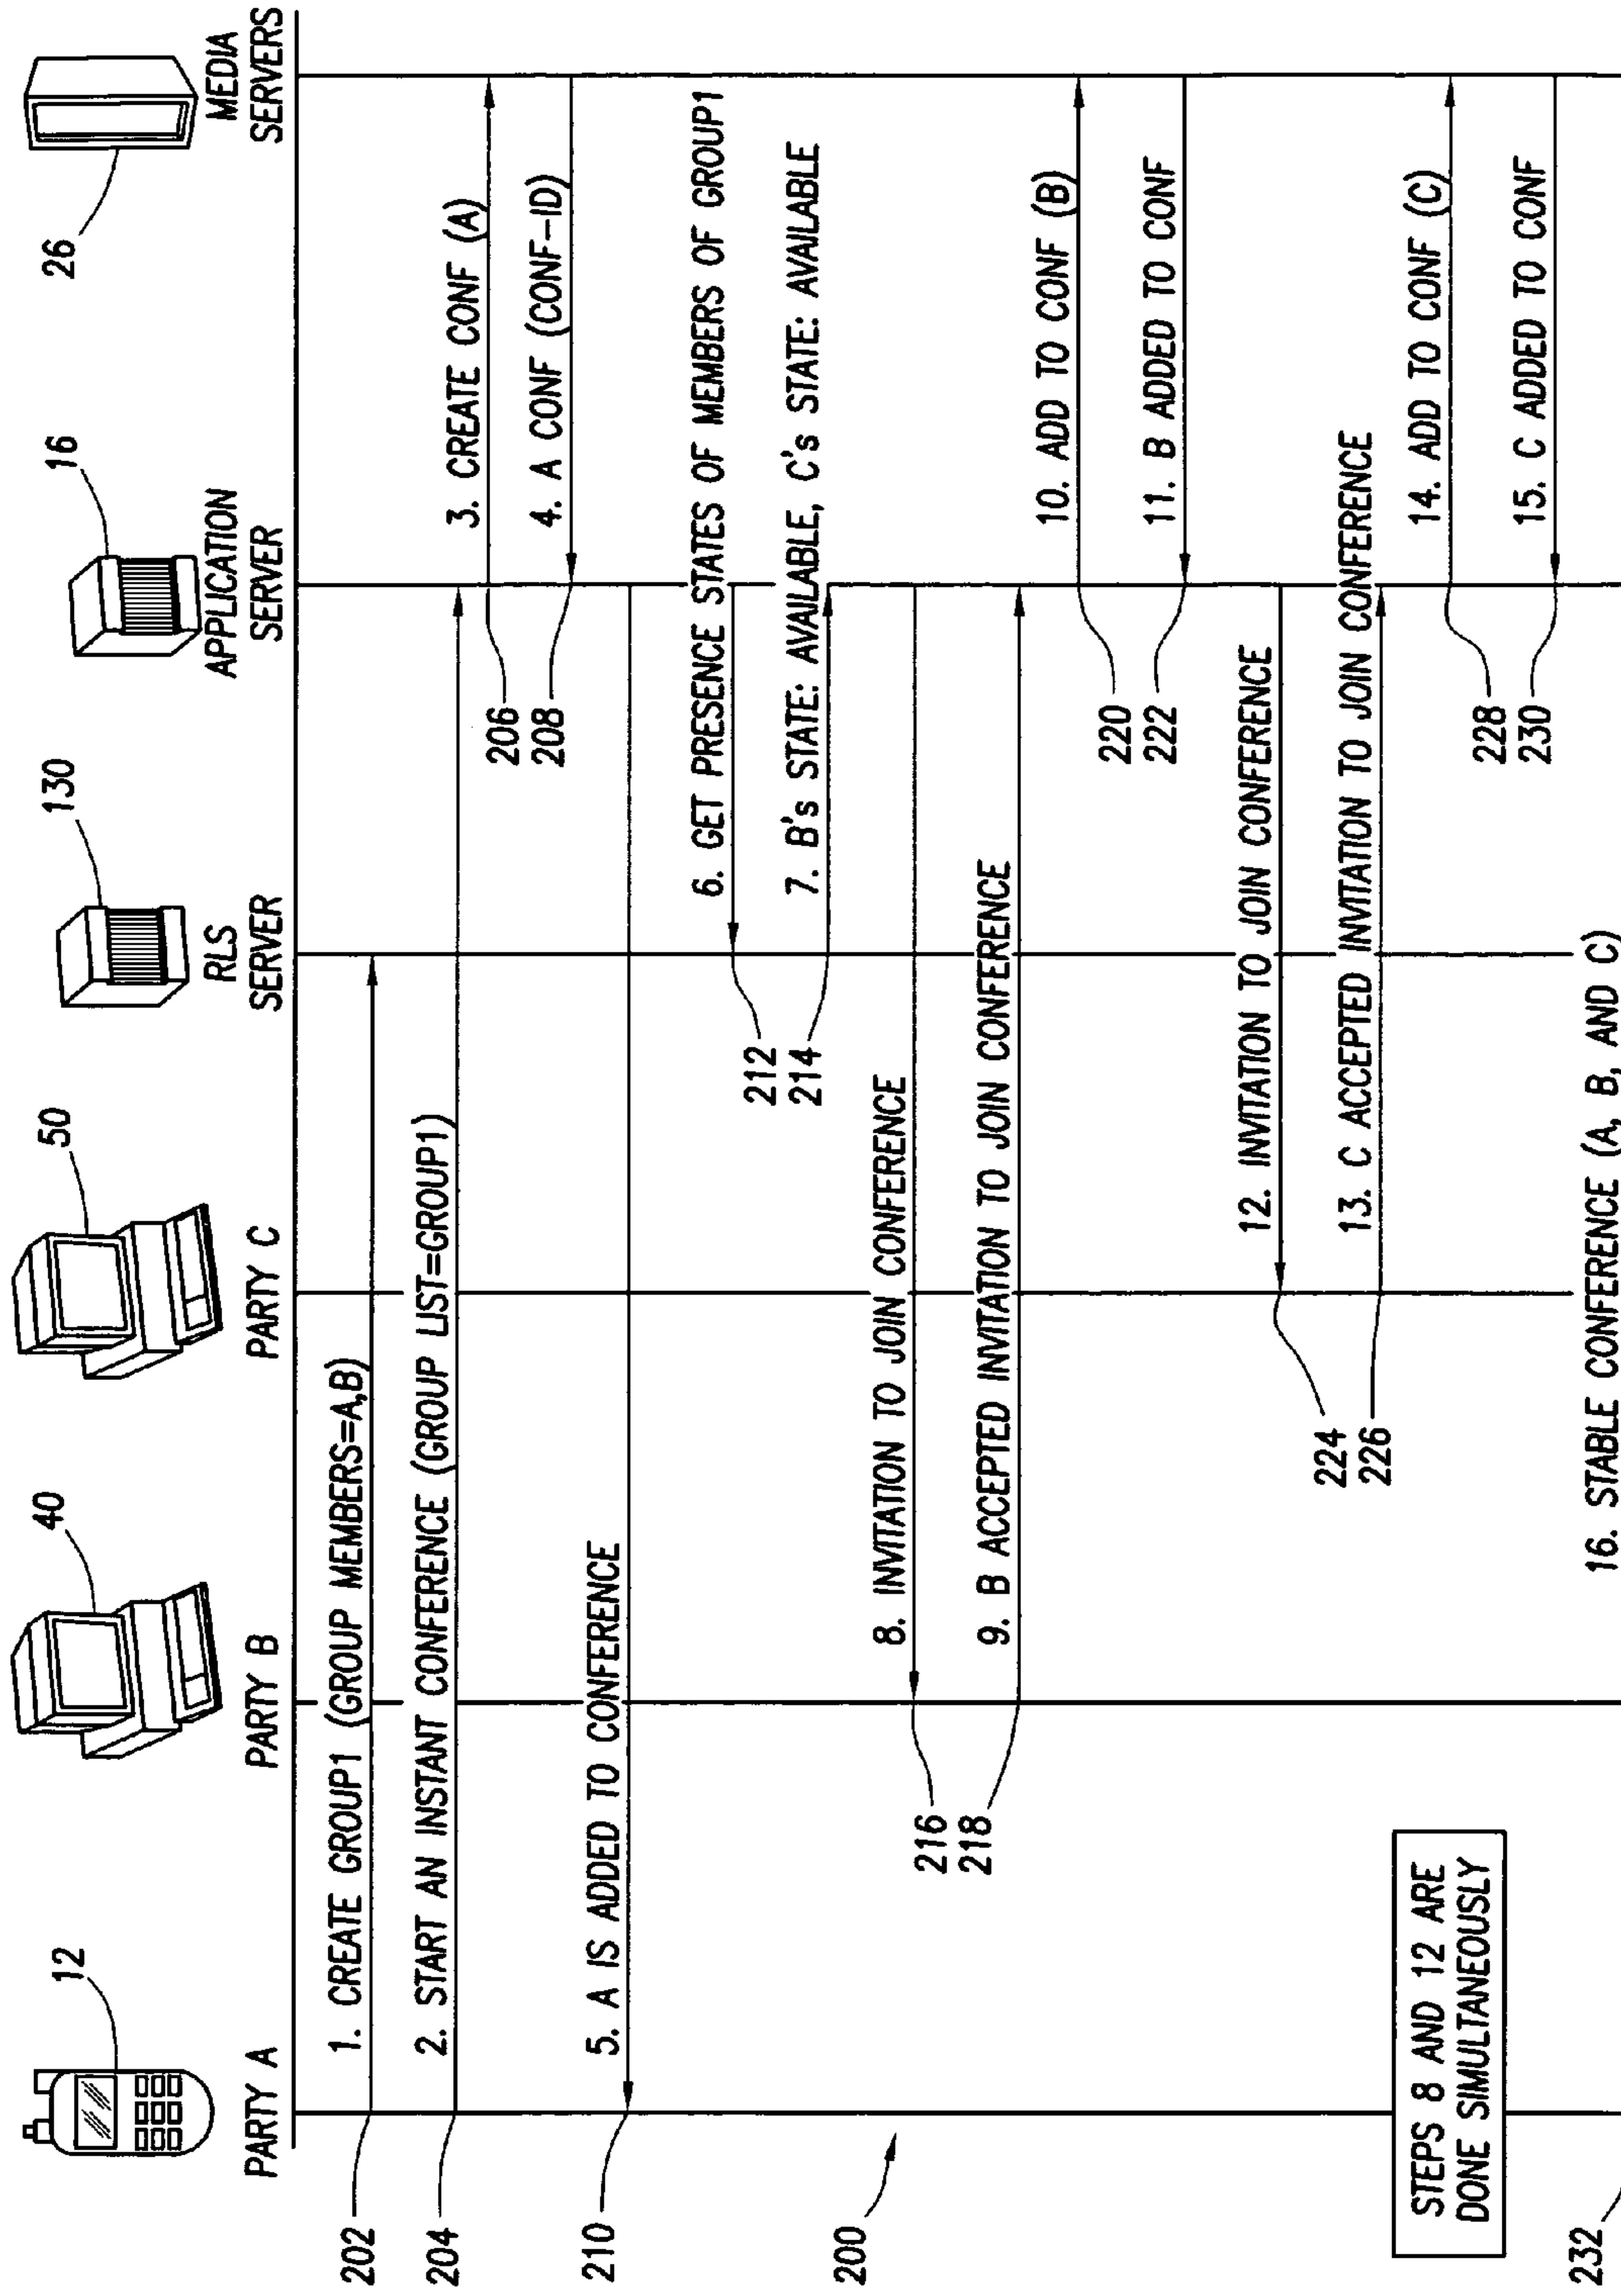 12
40
50
130
16
26
PARTY A
PARTY B
PARTY C
RLS
SERVER
APPLICATION
SERVER
MEDIA
SERVERS
202
1. CREATE GROUP1 (GROUP MEMBERS=A,B)
204
2. START AN INSTANT CONFERENCE (GROUP LIST=GROUP1)
206
3. CREATE CONF (A)
208
4. A CONF (CONF-ID)
210
5. A IS ADDED TO CONFERENCE
212
6. GET PRESENCE STATES OF MEMBERS OF GROUP1
214
7. B's STATE: AVAILABLE, C's STATE: AVAILABLE
200
216
8. INVITATION TO JOIN CONFERENCE
218
9. B ACCEPTED INVITATION TO JOIN CONFERENCE
220
10. ADD TO CONF (B)
222
11. B ADDED TO CONF
224
12. INVITATION TO JOIN CONFERENCE
226
13. C ACCEPTED INVITATION TO JOIN CONFERENCE
STEPS 8 AND 12 ARE
DONE SIMULTANEOUSLY
228
14. ADD TO CONF (C)
230
15. C ADDED TO CONF
232
16. STABLE CONFERENCE (A, B, AND C)